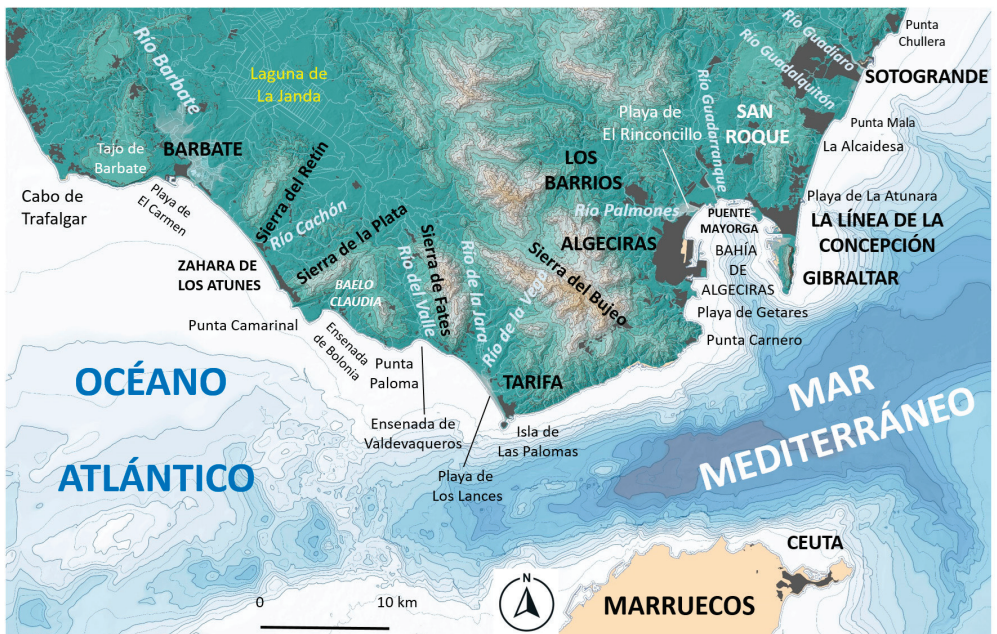 Punta
Chullera
Río Guadiaro
Río Guadalquitón
SOTOGRANDE
Río Barbate
Laguna de
La Janda
Río Guadarranque
Playa de
El Rinconcillo
SAN
ROQUE
Punta Mala
La Alcaidesa
Tajo de
Barbate
BARBATE
LOS
BARRIOS
Cabo de
Trafalgar
Playa de
El Carmen
Sierra del Retín
Río Cachón
Sierra de la Plata
Río Palmones
Playa de La Atunara
PUENTE
MAYORGA
LA LÍNEA DE LA
CONCEPCIÓN
ALGECIRAS
BAHÍA
DE
ALGECIRAS
GIBRALTAR
ZAHARA DE
LOS ATUNES
BAELO
CLAUDIA
Sierra de Fates
Río del Valle
Río de la Jara
Río de la Vega
Sierra del Bujeo
Playa de Getares
Punta Camarinal
Ensenada
de Bolonia
Punta Carnero
Punta
Paloma
TARIFA
OCÉANO
ATLÁNTICO
MAR
MEDITERRÁNEO
Ensenada de
Valdevaqueros
Isla de
Las Palomas
Playa de
Los Lances
CEUTA
MARRUECOS
N
0 10 km